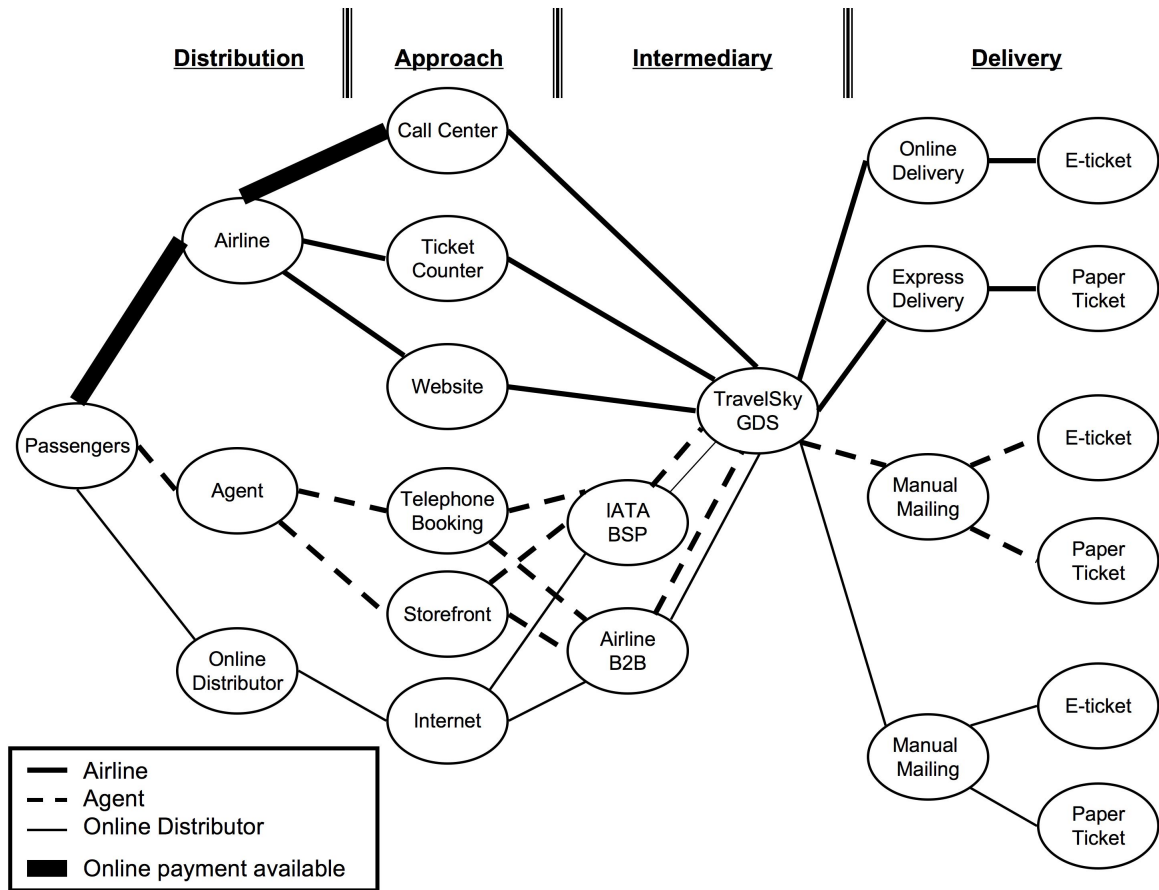 Distribution
Approach
Intermediary
Delivery
Call Center
Online
Delivery
E-ticket
Airline
Ticket
Counter
Express
Delivery
Paper
Ticket
Website
TravelSky
GDS
Passengers
E-ticket
Agent
Telephone
Booking
IATA
BSP
Manual
Mailing
Paper
Ticket
Storefront
Airline
B2B
Online
Distributor
Internet
E-ticket
Manual
Mailing
Paper
Ticket
Airline
Agent
Online Distributor
Online payment available